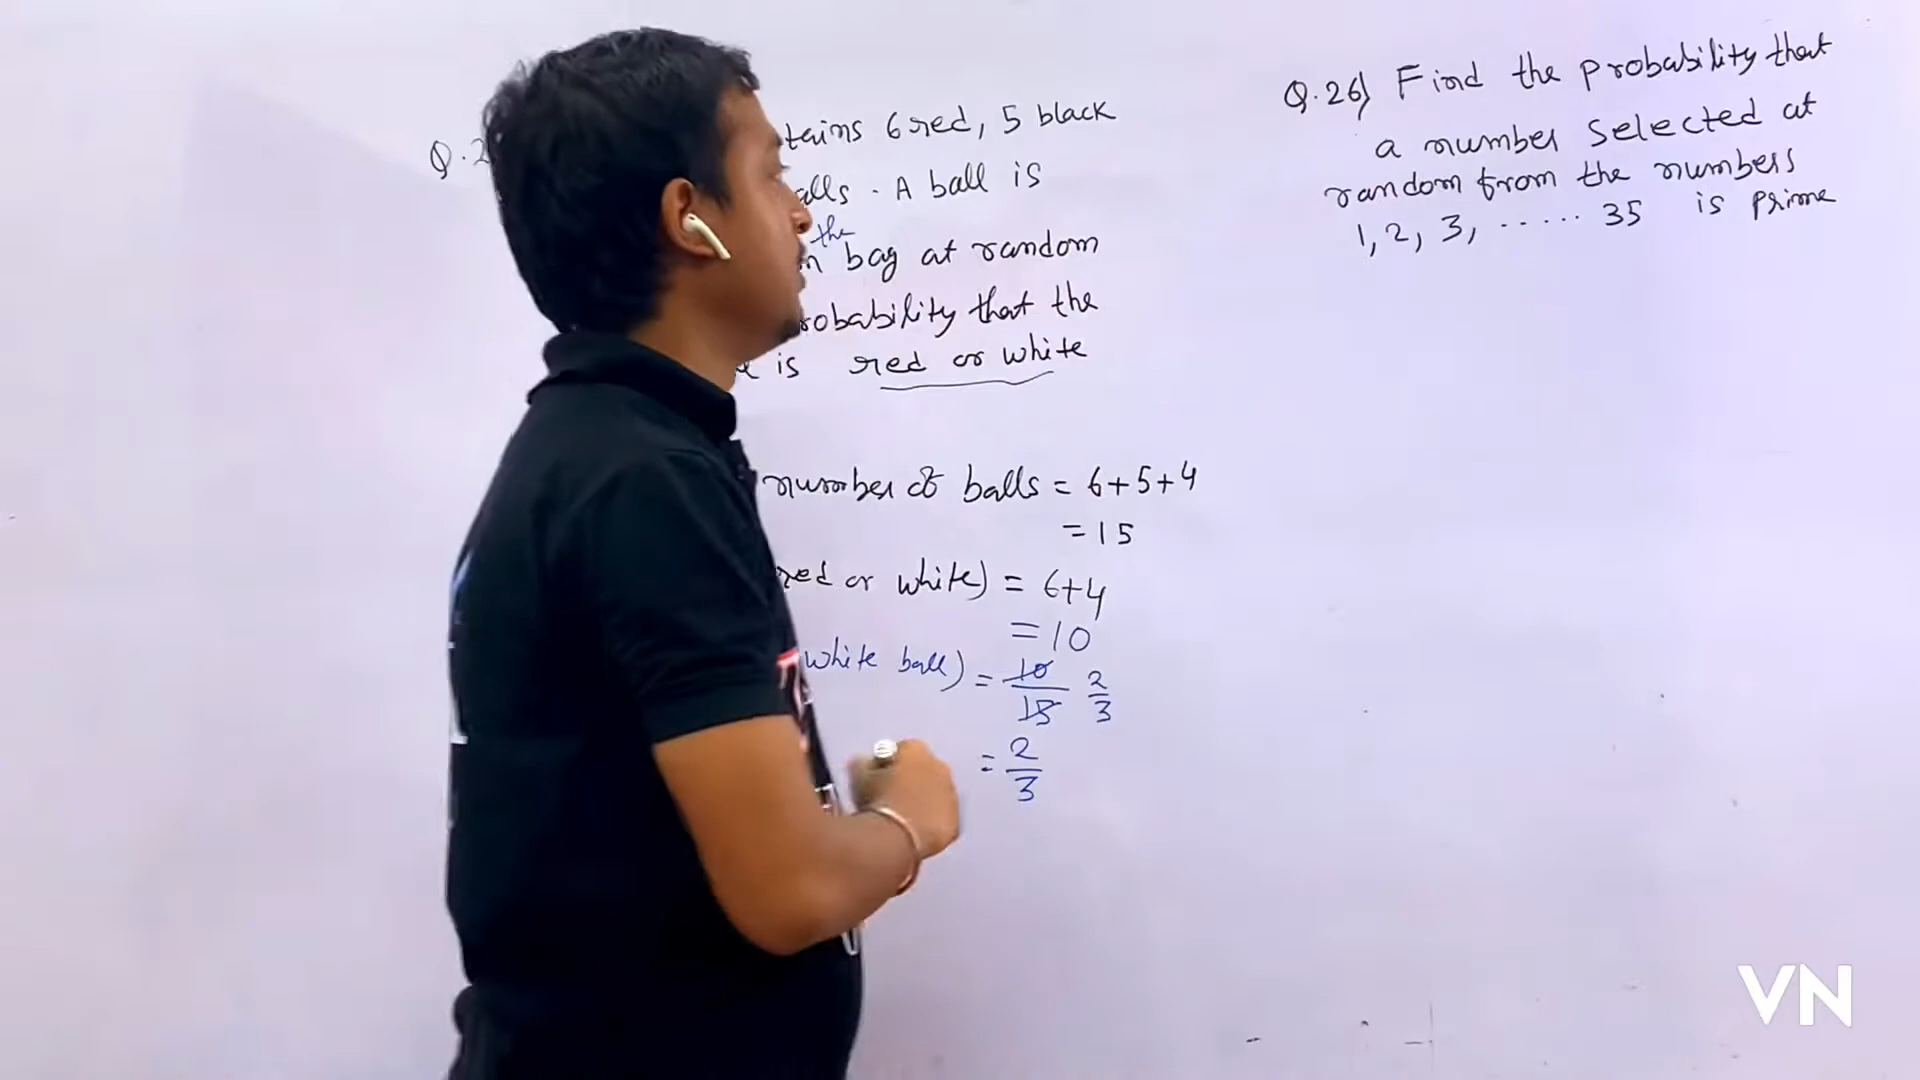 Q.2
tains 6 red, 5 black
alls. A ball is
the
bag at random
robability that the
is red or white
number of balls = 6+5+4
= 15
red or white) = 6+4
= 10
white ball) = 10/15 2/3
= 2/3
Q.26) Find the probability that
a number selected at
random from the numbers
1, 2, 3, ..... 35 is prime
VN